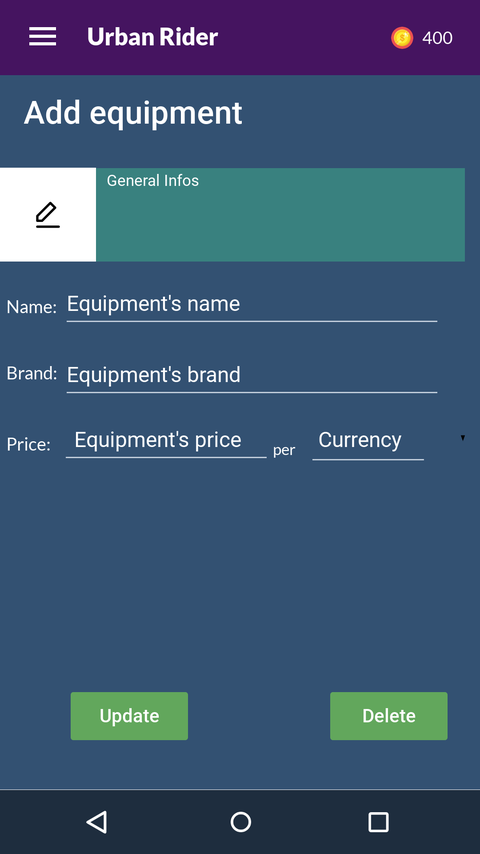 Urban Rider
400
Add equipment
General Infos
Name: Equipment's name
Brand: Equipment's brand
Price: Equipment's price per Currency
Update Delete